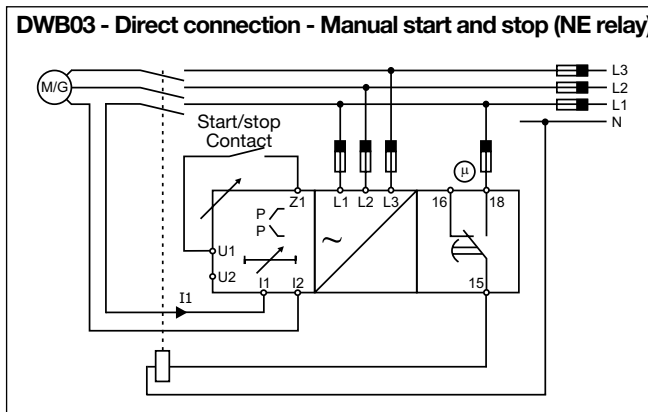 DWB03 - Direct connection - Manual start and stop (NE relay)
M/G
L3
L2
L1
N
Start/stop
Contact
μ
Z1
L1
L2
L3
16
18
P
P
~
U1
U2
I1
I2
15
I1